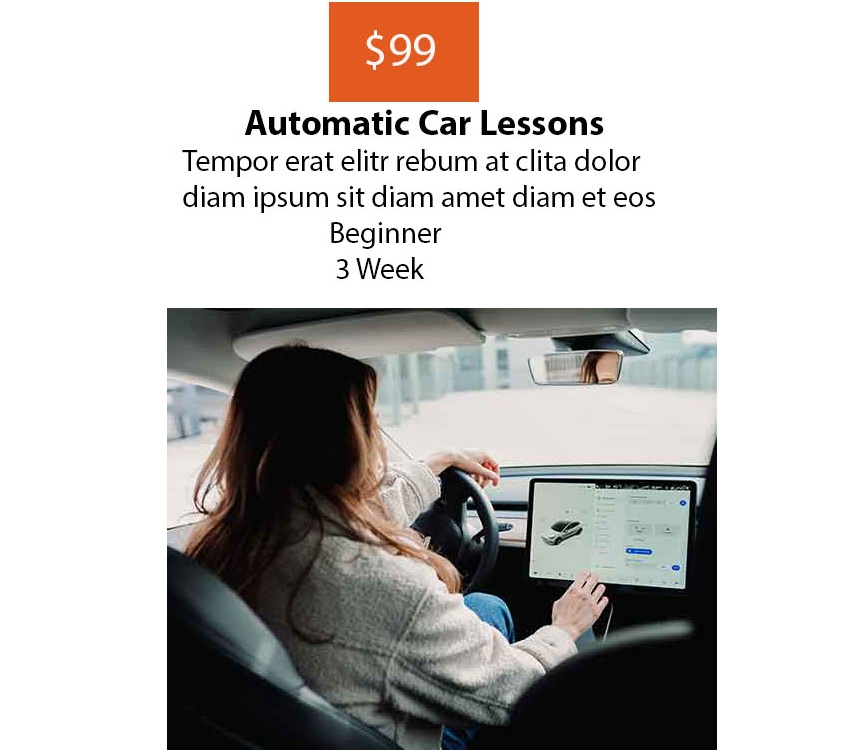 $99
Automatic Car Lessons
Tempor erat elitr rebum at clita dolor
diam ipsum sit diam amet diam et eos
Beginner
3 Week